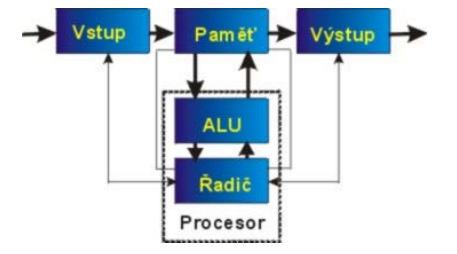 Vstup Paměť Výstup
ALU
Řadič
Procesor